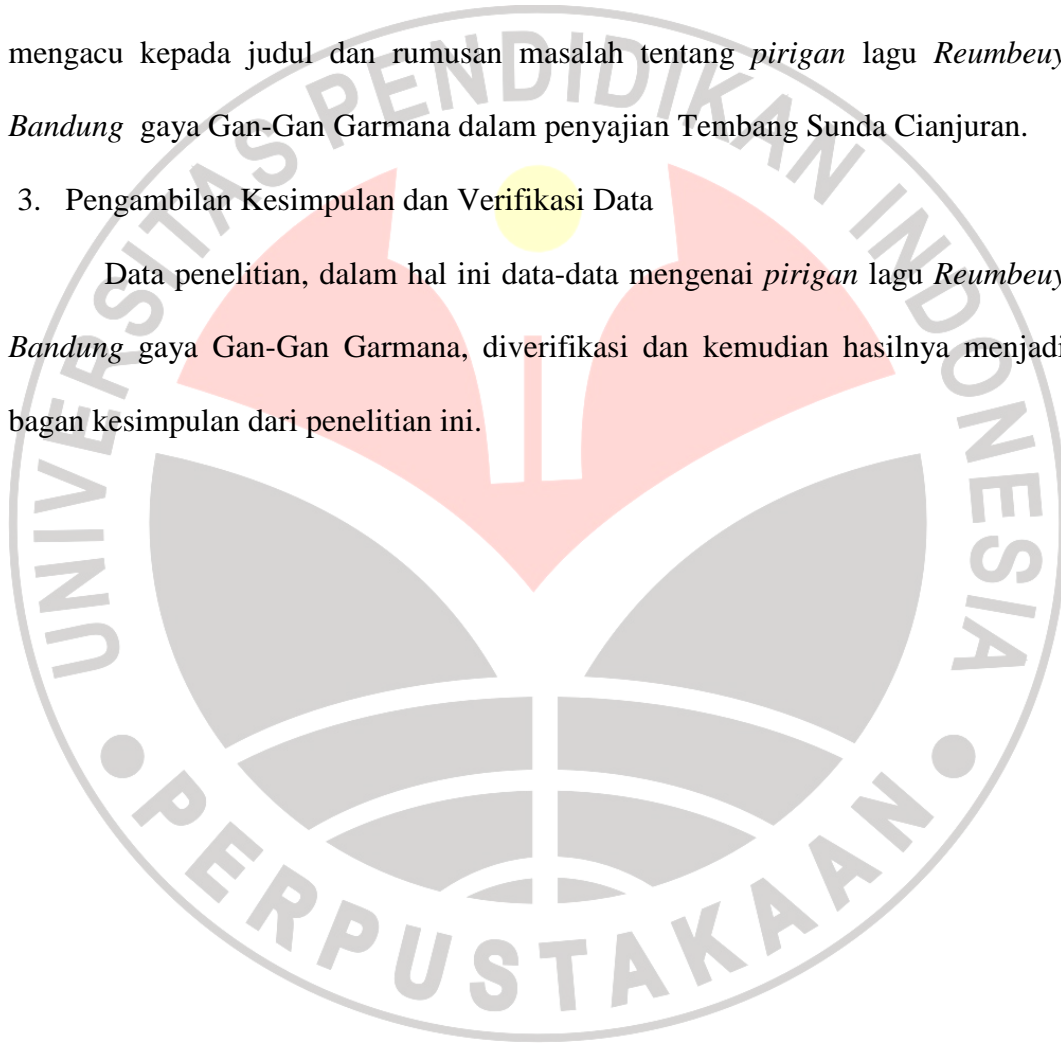 mengacu kepada judul dan rumusan masalah tentang pirigan lagu Reumbeuy
Bandung gaya Gan-Gan Garmana dalam penyajian Tembang Sunda Cianjuran.
3. Pengambilan Kesimpulan dan Verifikasi Data
Data penelitian, dalam hal ini data-data mengenai pirigan lagu Reumbeuy
Bandung gaya Gan-Gan Garmana, diverifikasi dan kemudian hasilnya menjadi
bagan kesimpulan dari penelitian ini.
UNIVERSITAS PENDIDIKAN INDONESIA
PERPUSTAKAAN